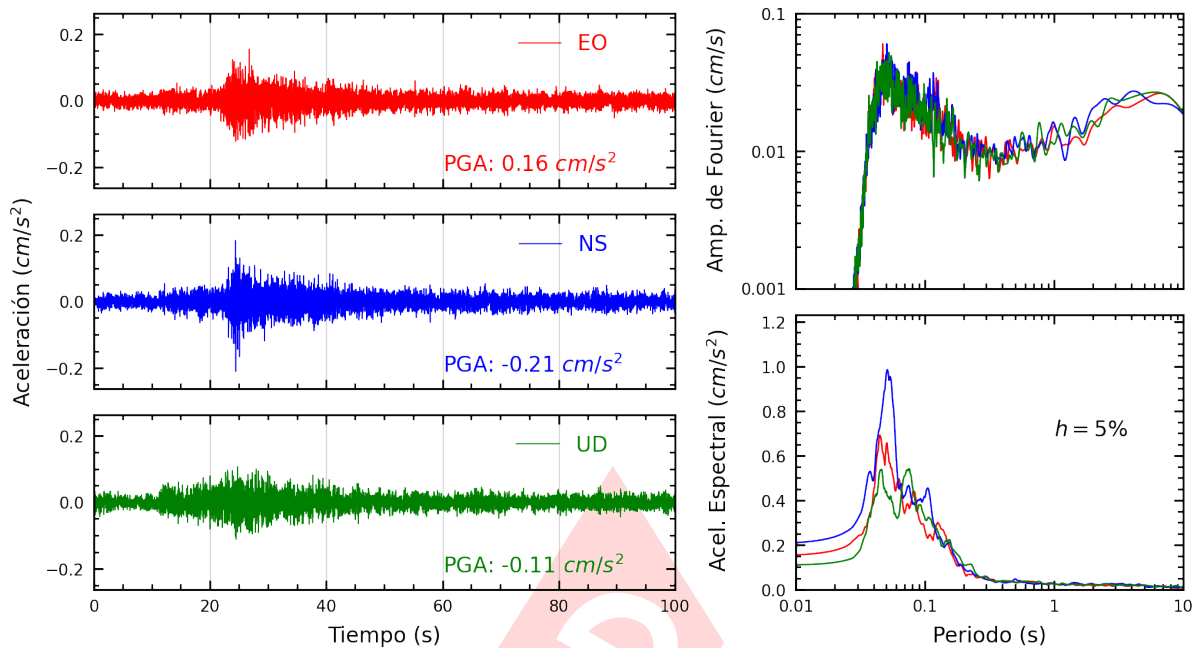 Aceleración (cm/s²)
0.2
0.0
−0.2
EO
PGA: 0.16 cm/s²
0.2
0.0
−0.2
NS
PGA: -0.21 cm/s²
0.2
0.0
−0.2
UD
PGA: -0.11 cm/s²
0 20 40 60 80 100
Tiempo (s)
Amp. de Fourier (cm/s)
0.1
0.01
0.001
Acel. Espectral (cm/s²)
1.2
1.0
0.8
0.6
0.4
0.2
0.0
h = 5%
0.01 0.1 1 10
Periodo (s)